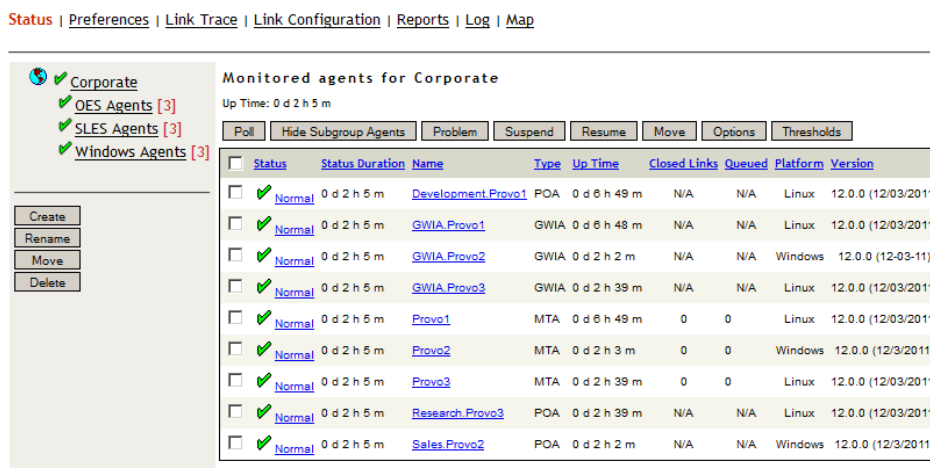 Status | Preferences | Link Trace | Link Configuration | Reports | Log | Map
Corporate
OES Agents [3]
SLES Agents [3]
Windows Agents [3]
Create
Rename
Move
Delete
Monitored agents for Corporate
Up Time: 0 d 2 h 5 m
Poll Hide Subgroup Agents Problem Suspend Resume Move Options Thresholds
Status Status Duration Name Type Up Time Closed Links Queued Platform Version
Normal 0 d 2 h 5 m Development.Provo1 POA 0 d 6 h 49 m N/A N/A Linux 12.0.0 (12/03/201
Normal 0 d 2 h 5 m GWIA.Provo1 GWIA 0 d 6 h 48 m N/A N/A Linux 12.0.0 (12/03/201
Normal 0 d 2 h 5 m GWIA.Provo2 GWIA 0 d 2 h 2 m N/A N/A Windows 12.0.0 (12-03-11)
Normal 0 d 2 h 5 m GWIA.Provo3 GWIA 0 d 2 h 39 m N/A N/A Linux 12.0.0 (12/03/201
Normal 0 d 2 h 5 m Provo1 MTA 0 d 6 h 49 m 0 0 Linux 12.0.0 (12/03/201
Normal 0 d 2 h 5 m Provo2 MTA 0 d 2 h 3 m 0 0 Windows 12.0.0 (12/3/2011
Normal 0 d 2 h 5 m Provo3 MTA 0 d 2 h 39 m 0 0 Linux 12.0.0 (12/03/201
Normal 0 d 2 h 5 m Research.Provo3 POA 0 d 2 h 39 m N/A N/A Linux 12.0.0 (12/03/201
Normal 0 d 2 h 5 m Sales.Provo2 POA 0 d 2 h 2 m N/A N/A Windows 12.0.0 (12/3/2011